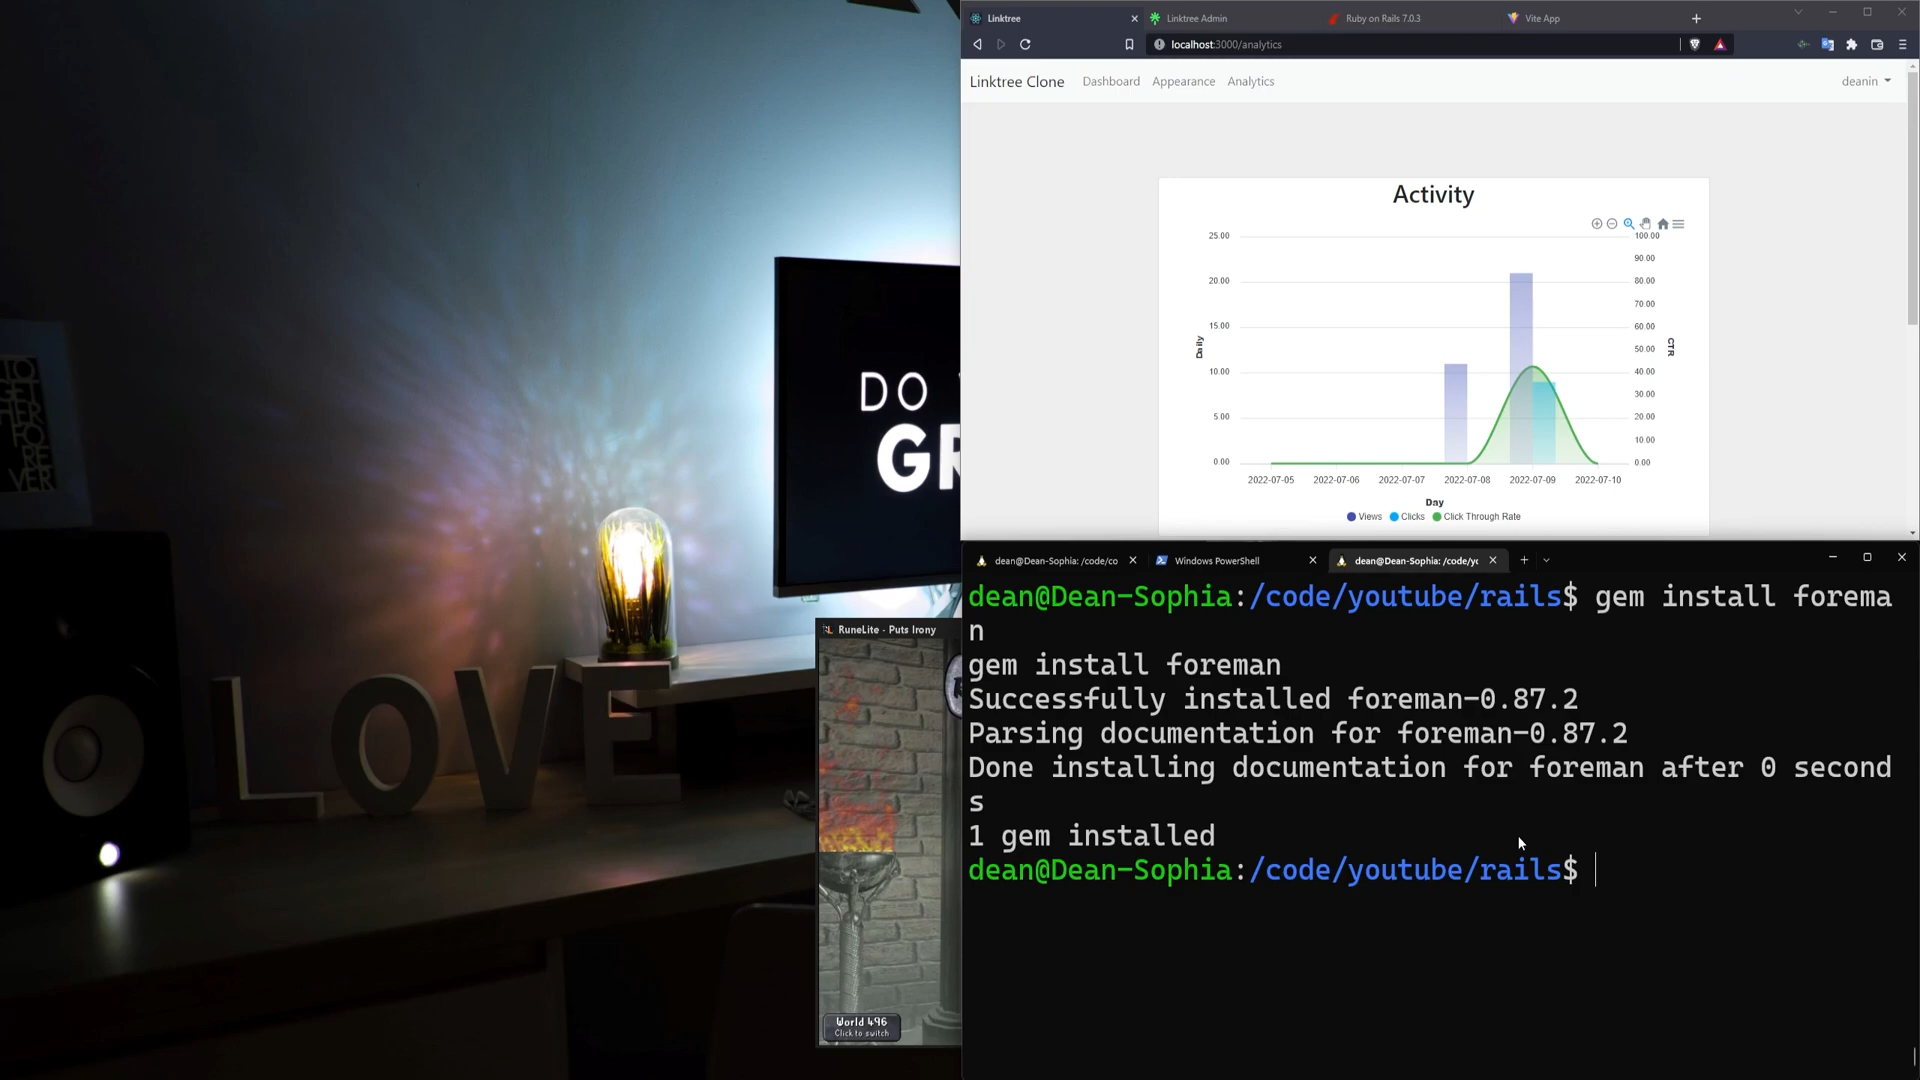 Linktree
Linktree Admin
Ruby on Rails 7.0.3
Vite App
localhost:3000/analytics
Linktree Clone
Dashboard
Appearance
Analytics
deanin
Activity
25.00
20.00
15.00
10.00
5.00
0.00
Daily
100.00
90.00
80.00
70.00
60.00
50.00
40.00
30.00
20.00
10.00
0.00
CTR
2022-07-05
2022-07-06
2022-07-07
2022-07-08
2022-07-09
2022-07-10
Day
Views
Clicks
Click Through Rate
dean@Dean-Sophia: /code/co
Windows PowerShell
dean@Dean-Sophia: /code/yc
dean@Dean-Sophia:/code/youtube/rails$ gem install forema
n
gem install foreman
Successfully installed foreman-0.87.2
Parsing documentation for foreman-0.87.2
Done installing documentation for foreman after 0 second
s
1 gem installed
dean@Dean-Sophia:/code/youtube/rails$
TO
GET
HER
FOR
E
VER
DO
GR
LOVE
RuneLite - Puts Irony
World 496
Click to switch